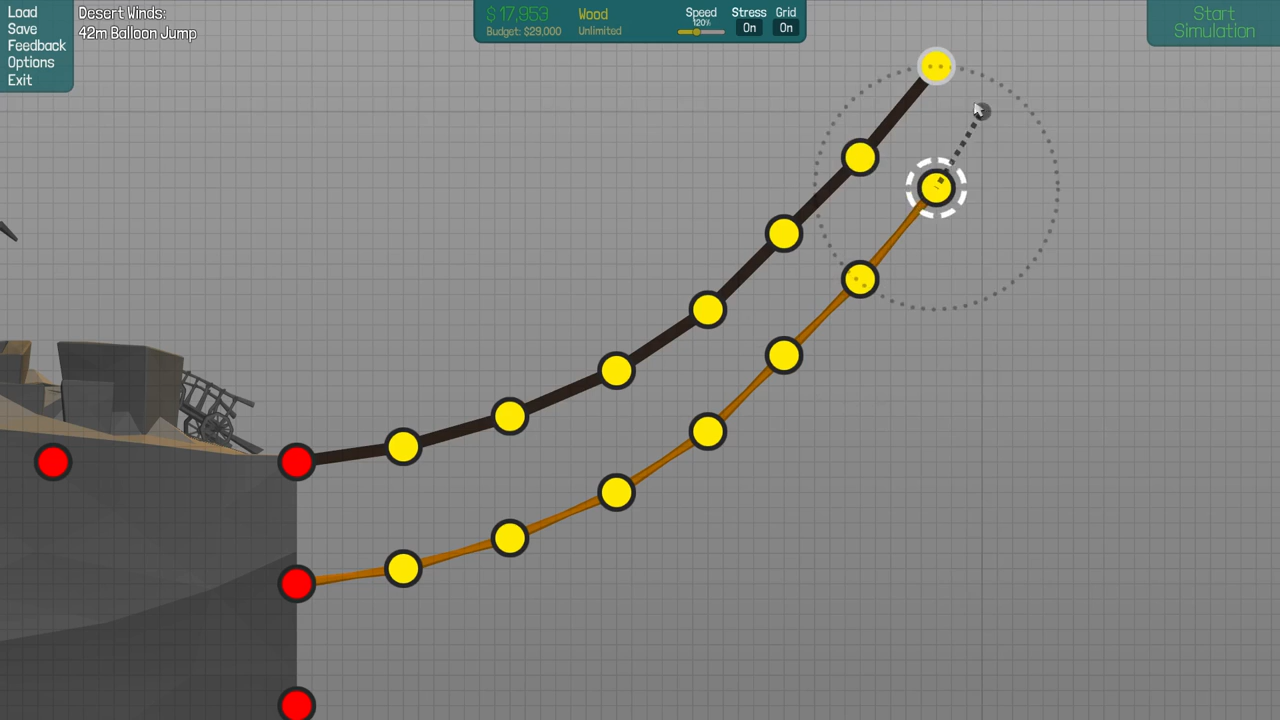 Load
Save
Feedback
Options
Exit
Desert Winds:
42m Balloon Jump
$ 17,953
Budget: $29,000
Wood
Unlimited
Speed
120%
Stress
On
Grid
On
Start
Simulation